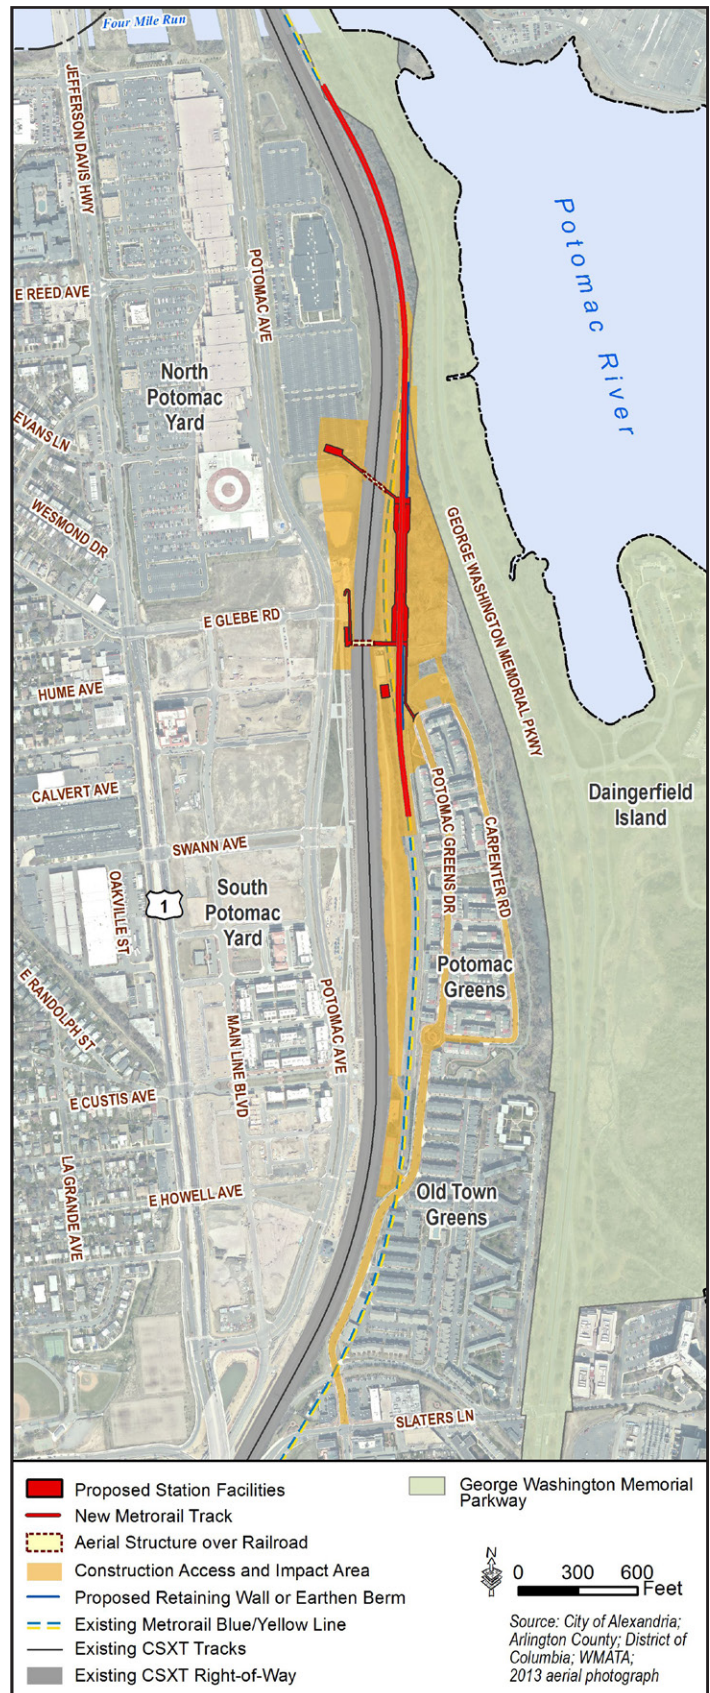 Four Mile Run
JEFFERSON DAVIS HWY
POTOMAC AVE
E REED AVE
Potomac River
North
Potomac
Yard
EVANS LN
WESMOND DR
GEORGE WASHINGTON MEMORIAL PKWY
E GLEBE RD
HUME AVE
CALVERT AVE
SWANN AVE
POTOMAC GREENS DR
CARPENTER RD
Daingerfield
Island
OAKVILLE ST
1
South
Potomac
Yard
E RANDOLPH ST
MAIN LINE BLVD
POTOMAC AVE
Potomac
Greens
E CUSTIS AVE
LA GRANDE AVE
E HOWELL AVE
Old Town
Greens
SLATERS LN
Proposed Station Facilities
New Metrorail Track
Aerial Structure over Railroad
Construction Access and Impact Area
Proposed Retaining Wall or Earthen Berm
Existing Metrorail Blue/Yellow Line
Existing CSXT Tracks
Existing CSXT Right-of-Way
George Washington Memorial
Parkway
N
0 300 600
Feet
Source: City of Alexandria;
Arlington County; District of
Columbia; WMATA;
2013 aerial photograph